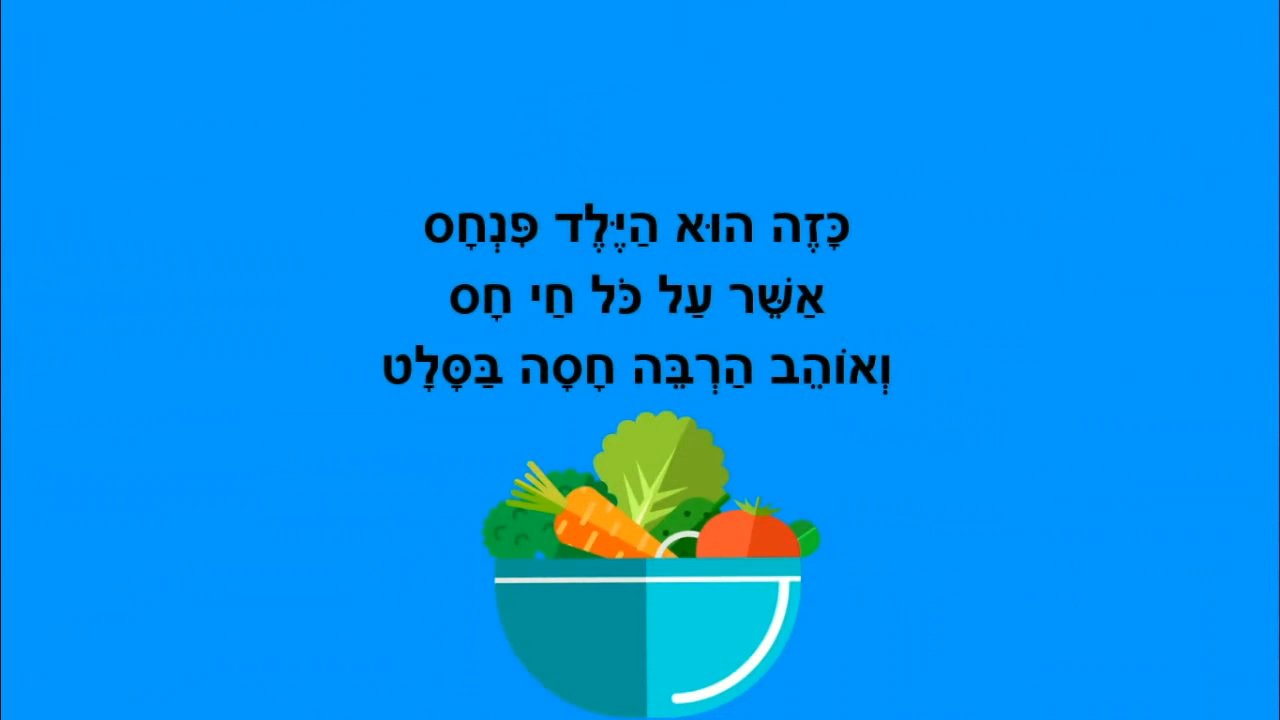 כָּזֶה הוּא הַיֶּלֶד פִּנְחָס
אַשֵּׁר עַל כֹּל חַי חָס
וְאוֹהֵב הַרְבֵּה חָסָה בַּסָּלָט